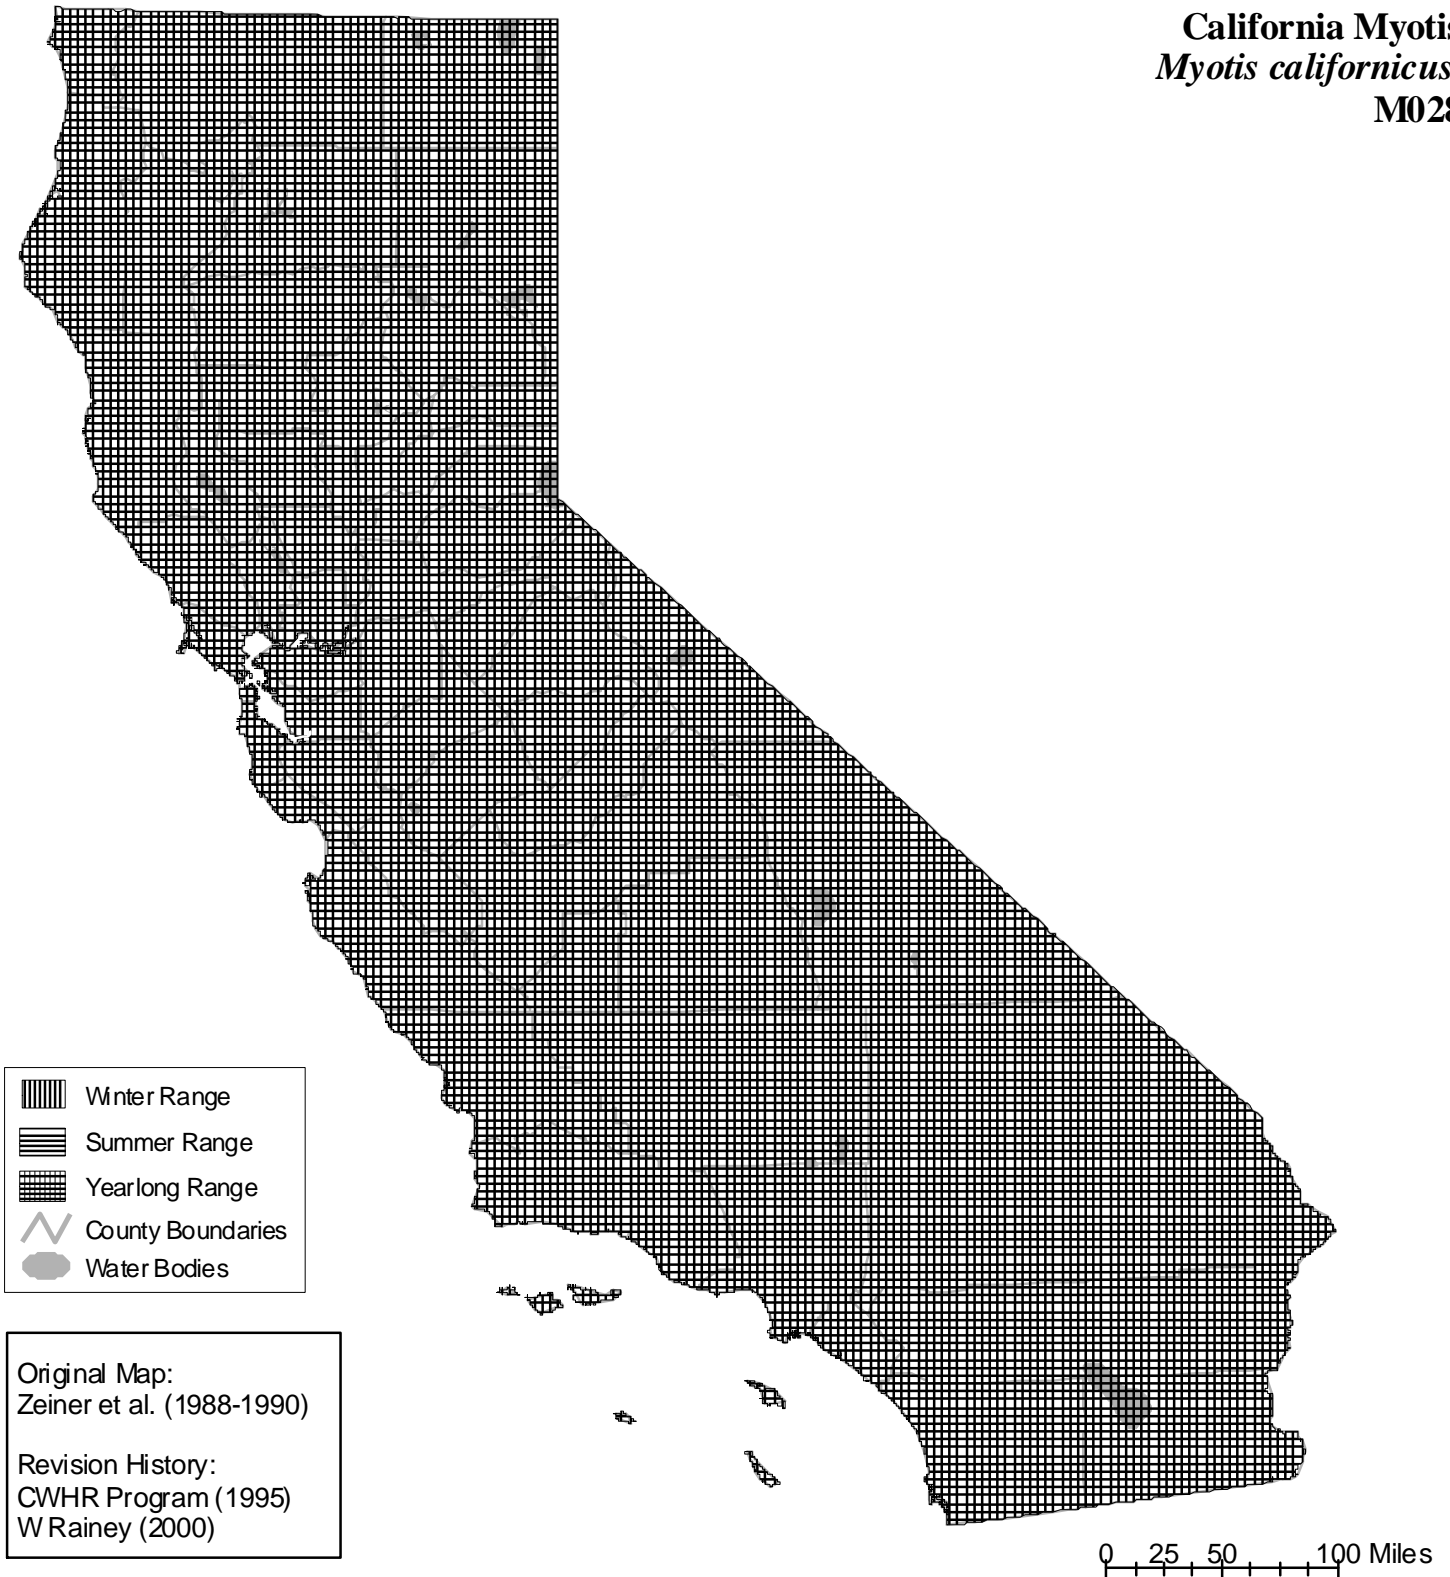 California Myotis
Myotis californicus
M028
Winter Range
Summer Range
Yearlong Range
County Boundaries
Water Bodies
Original Map:
Zeiner et al. (1988-1990)
Revision History:
CWHR Program (1995)
W Rainey (2000)
0 25 50 100 Miles